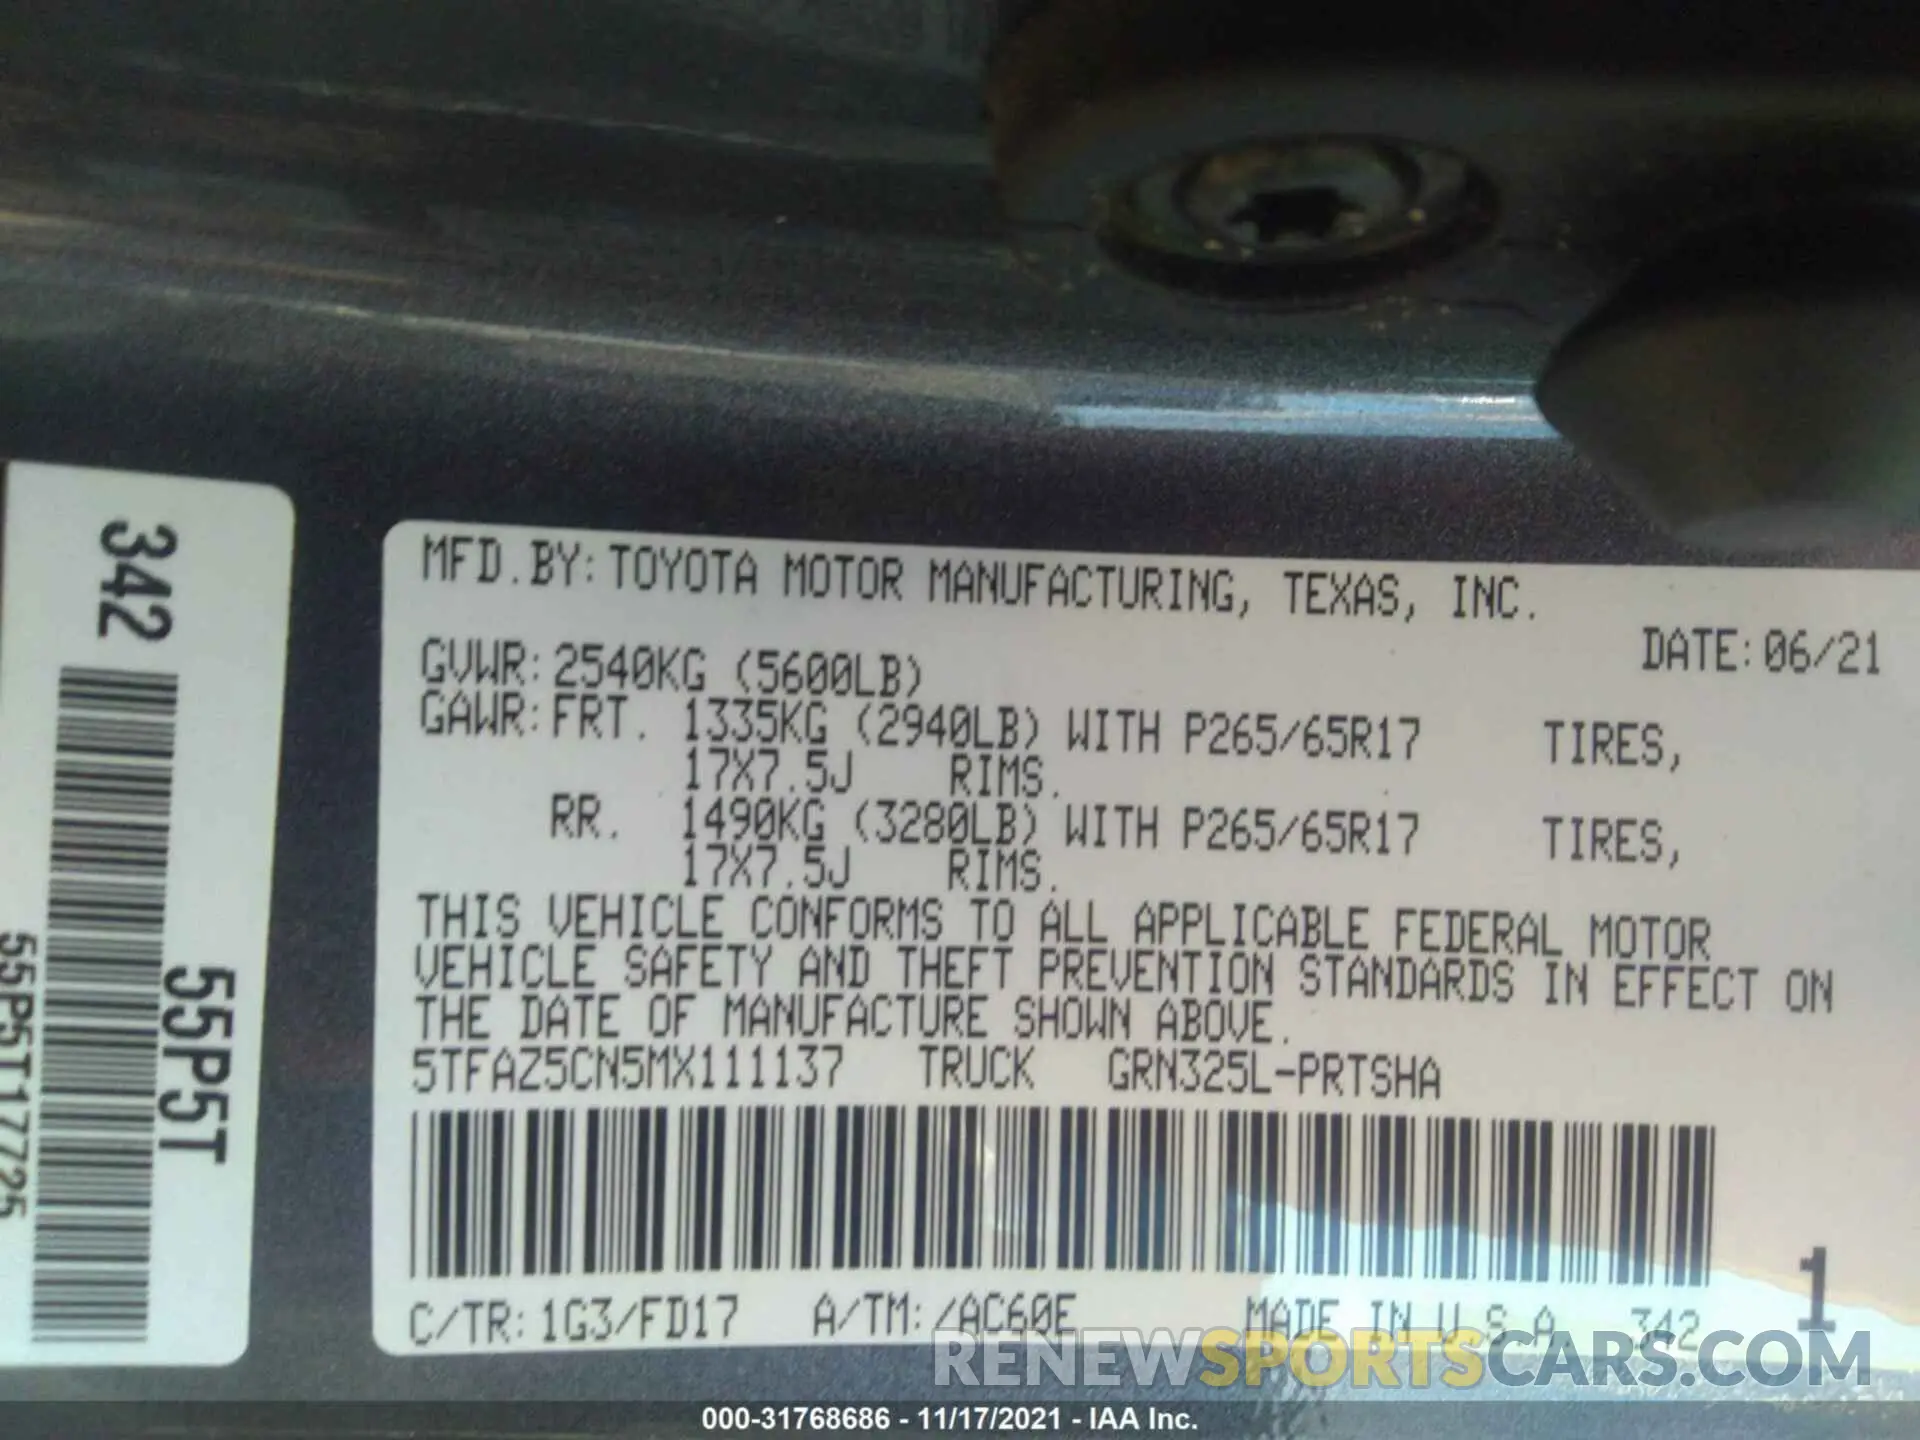 342
55P5T
55P5T17725
MFD.BY: TOYOTA MOTOR MANUFACTURING, TEXAS, INC.
DATE: 06/21
GVWR: 2540KG (5600LB)
GAWR: FRT. 1335KG (2940LB) WITH P265/65R17 TIRES,
17X7.5J RIMS.
RR. 1490KG (3280LB) WITH P265/65R17 TIRES,
17X7.5J RIMS.
THIS VEHICLE CONFORMS TO ALL APPLICABLE FEDERAL MOTOR
VEHICLE SAFETY AND THEFT PREVENTION STANDARDS IN EFFECT ON
THE DATE OF MANUFACTURE SHOWN ABOVE.
5TFAZ5CN5MX111137 TRUCK GRN325L-PRTSHA
1
C/TR: 1G3/FD17 A/TM: /AC60E MADE IN U.S.A. 342
RENEWSPORTSCARS.COM
000-31768686 - 11/17/2021 - IAA Inc.